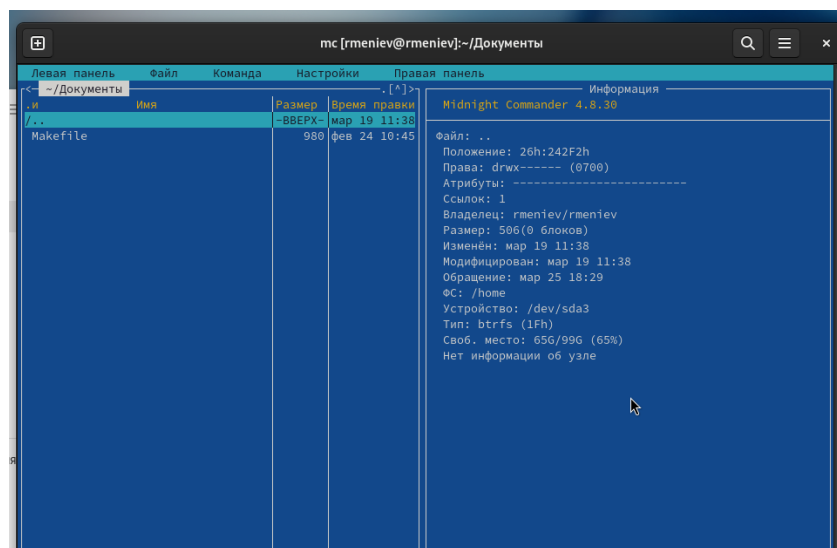 mc [rmeniev@rmeniev]:~/Документы
Левая панель Файл Команда Настройки Правая панель
<- ~/Документы .[^]>
.и Имя Размер Время правки
/.. -ВВЕРХ- мар 19 11:38
Makefile 980 фев 24 10:45
Информация
Midnight Commander 4.8.30
Файл: ..
Положение: 26h:242F2h
Права: drwx------ (0700)
Атрибуты: --------------------------
Ссылок: 1
Владелец: rmeniev/rmeniev
Размер: 506(0 блоков)
Изменён: мар 19 11:38
Модифицирован: мар 19 11:38
Обращение: мар 25 18:29
ФС: /home
Устройство: /dev/sda3
Тип: btrfs (1Fh)
Своб. место: 65G/99G (65%)
Нет информации об узле